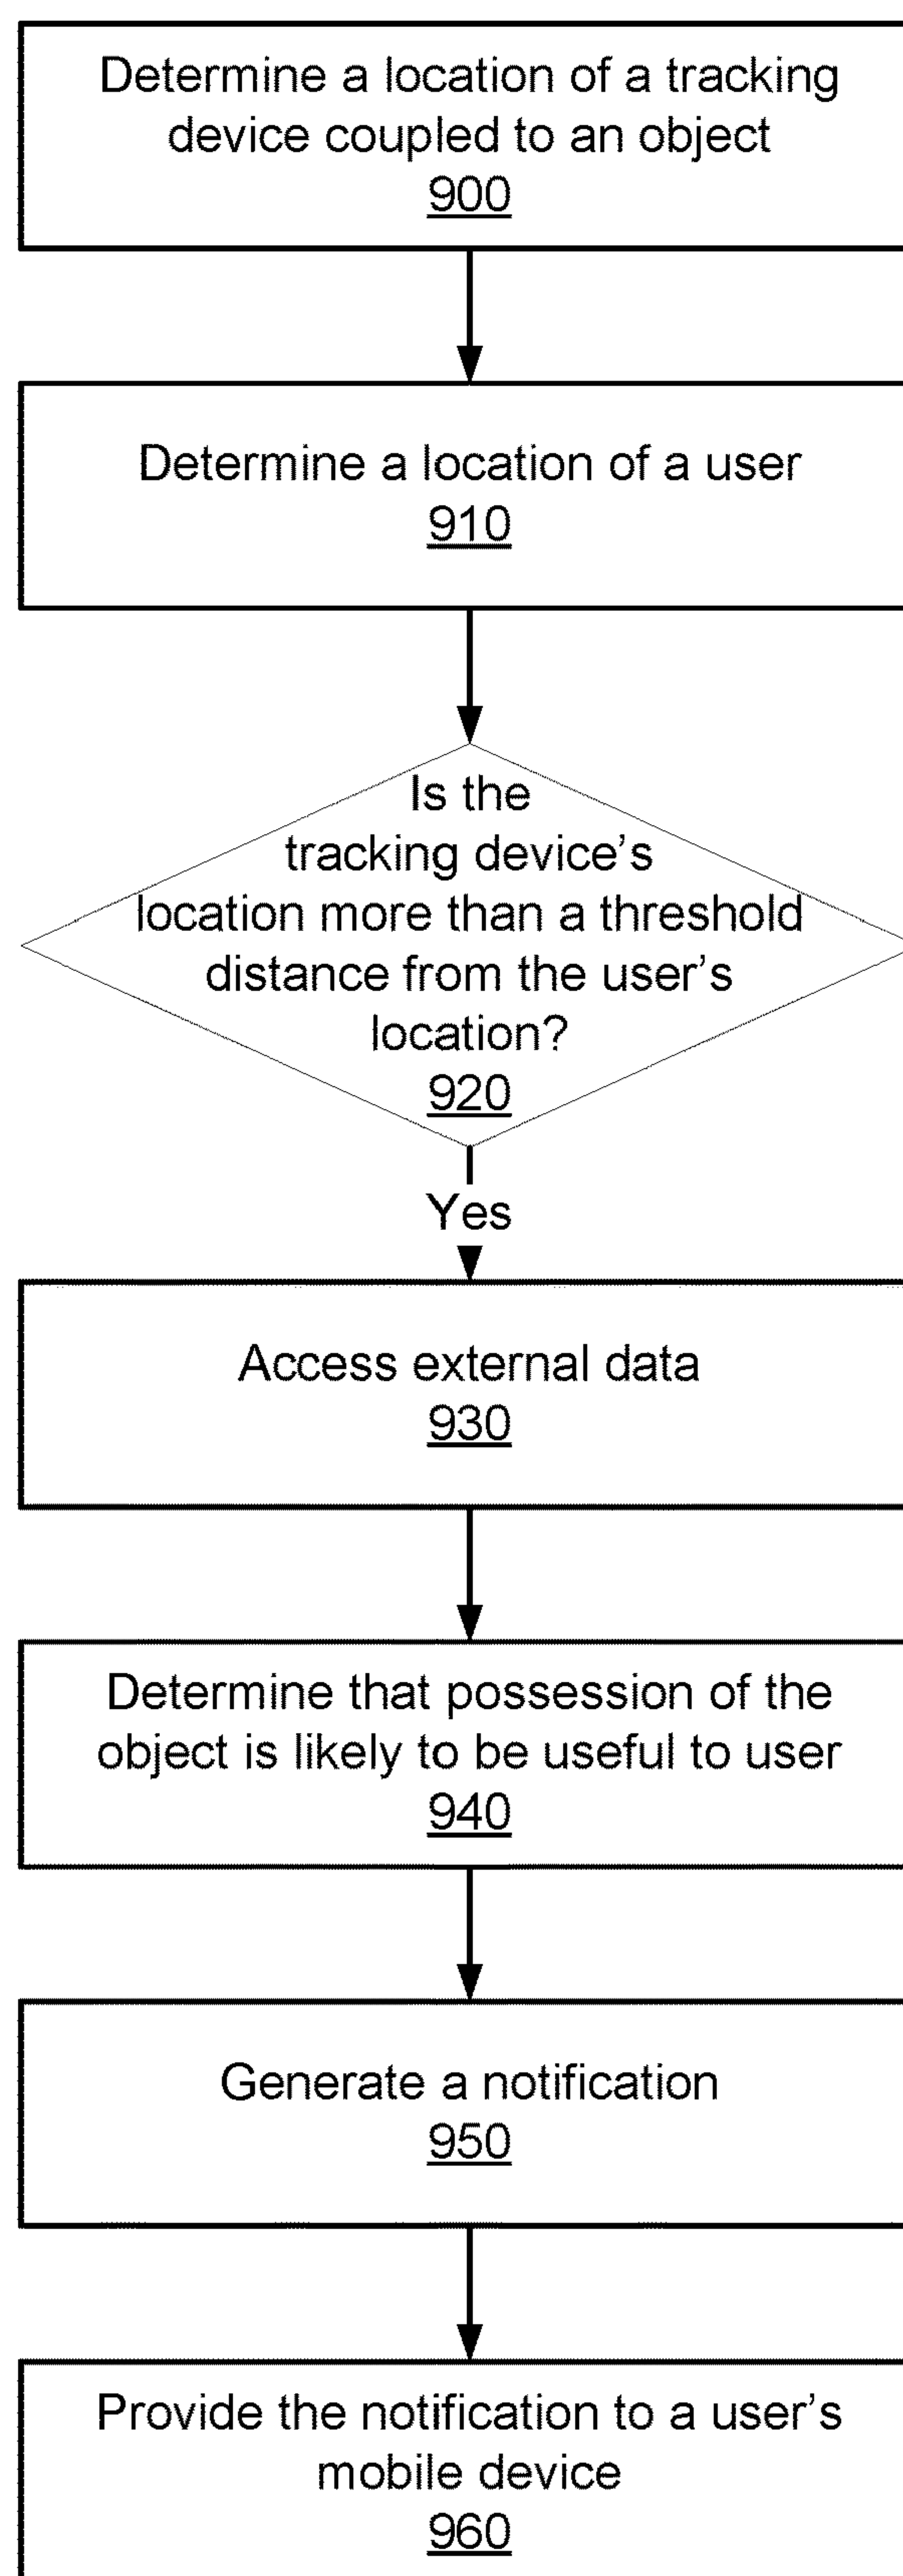 Determine a location of a tracking
device coupled to an object
900
Determine a location of a user
910
Is the
tracking device's
location more than a threshold
distance from the user's
location?
920
Yes
Access external data
930
Determine that possession of the
object is likely to be useful to user
940
Generate a notification
950
Provide the notification to a user's
mobile device
960